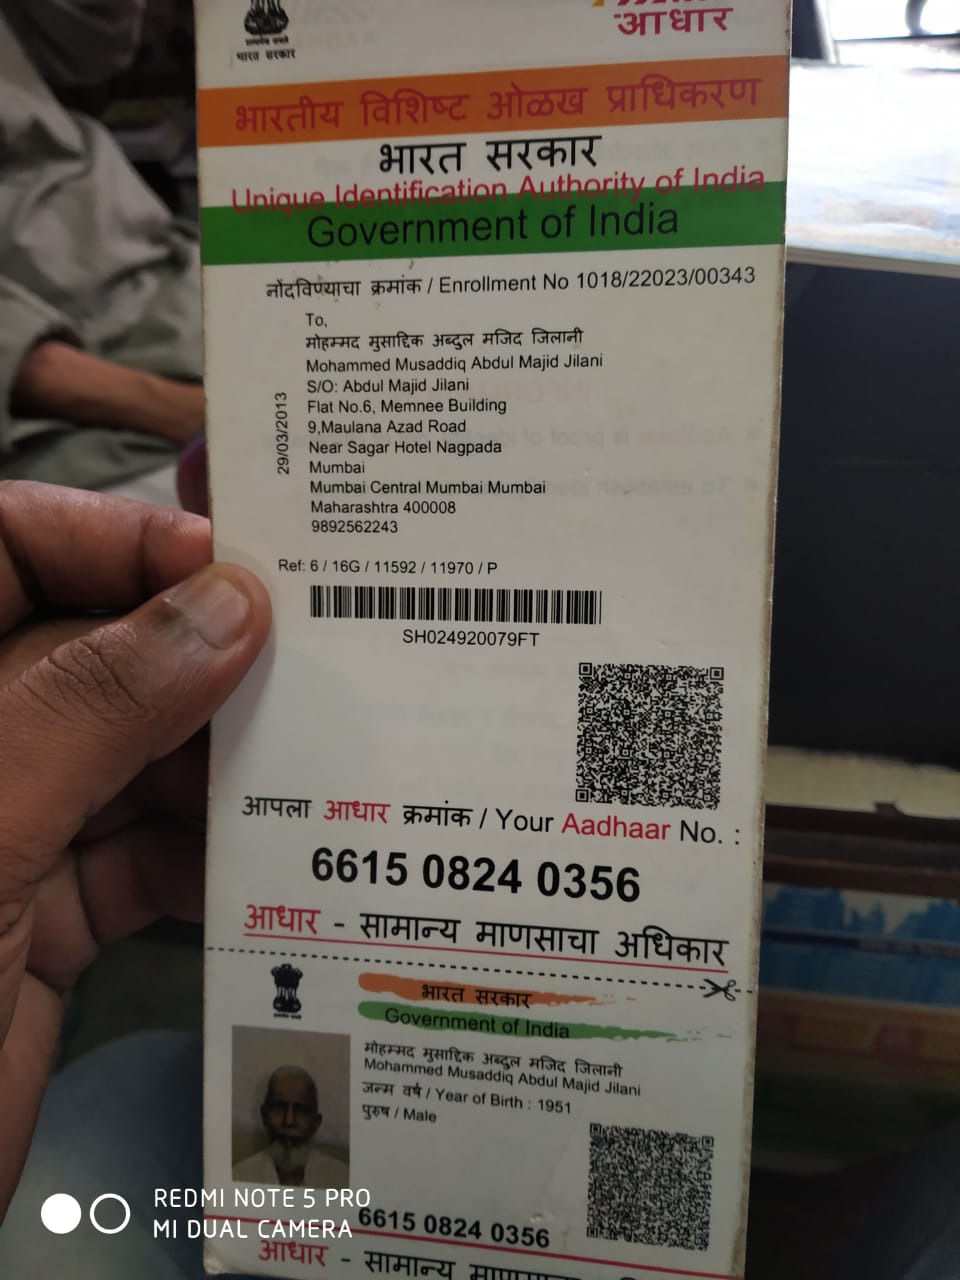 सत्यमेव जयते
भारत सरकार
आधार
भारतीय विशिष्ट ओळख प्राधिकरण
भारत सरकार
Unique Identification Authority of India
Government of India
नोंदविण्याचा क्रमांक / Enrollment No 1018/22023/00343
To,
मोहम्मद मुसाद्दिक अब्दुल मजिद जिलानी
Mohammed Musaddiq Abdul Majid Jilani
S/O: Abdul Majid Jilani
Flat No.6, Memnee Building
9,Maulana Azad Road
Near Sagar Hotel Nagpada
Mumbai
Mumbai Central Mumbai Mumbai
Maharashtra 400008
9892562243
29/03/2013
Ref: 6 / 16G / 11592 / 11970 / P
SH024920079FT
आपला आधार क्रमांक / Your Aadhaar No. :
6615 0824 0356
आधार - सामान्य माणसाचा अधिकार
भारत सरकार
Government of India
मोहम्मद मुसाद्दिक अब्दुल मजिद जिलानी
Mohammed Musaddiq Abdul Majid Jilani
जन्म वर्ष / Year of Birth : 1951
पुरुष / Male
6615 0824 0356
आधार - सामान्य माणसाचा
REDMI NOTE 5 PRO
MI DUAL CAMERA